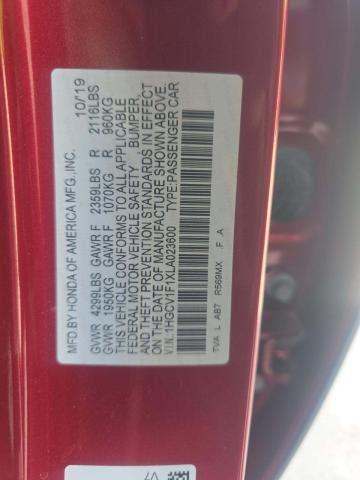 MFD.BY HONDA OF AMERICA MFG.,INC. 10/19
GVWR 4299LBS GAWR F 2359LBS R 2116LBS
GVWR 1950KG GAWR F 1070KG R 960KG
THIS VEHICLE CONFORMS TO ALL APPLICABLE
FEDERAL MOTOR VEHICLE SAFETY, BUMPER,
AND THEFT PREVENTION STANDARDS IN EFFECT
ON THE DATE OF MANUFACTURE SHOWN ABOVE.
V.I.N.:1HGCV1F1XLA023600 TYPE:PASSENGER CAR
TVA L AB7 R569MX F A